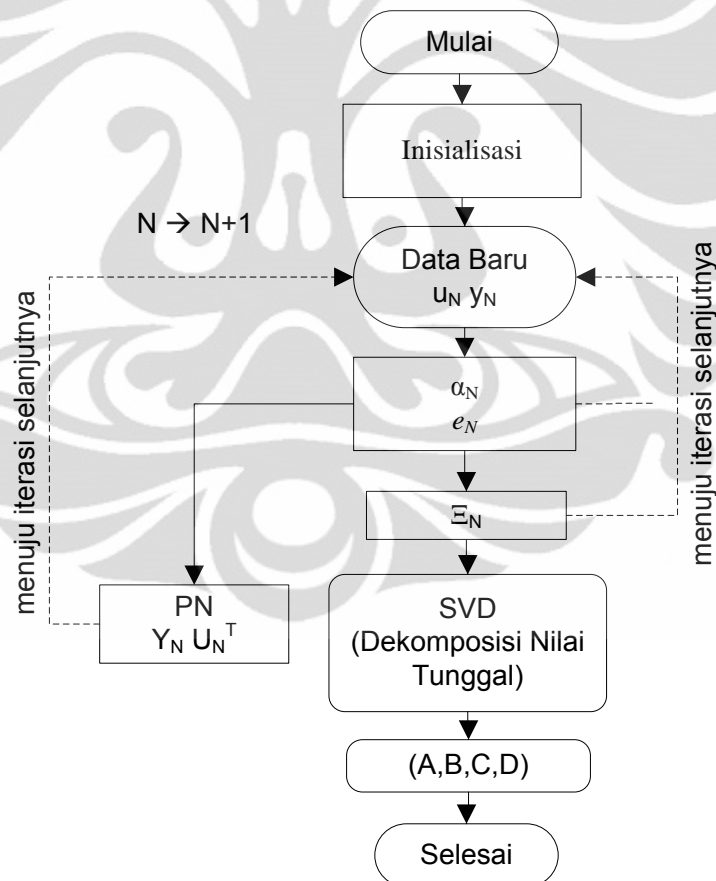 Mulai
Inisialisasi
N → N+1
Data Baru
u_N y_N
menuju iterasi selanjutnya
menuju iterasi selanjutnya
α_N
e_N
Ξ_N
PN
Y_N U_N^T
SVD
(Dekomposisi Nilai
Tunggal)
(A,B,C,D)
Selesai